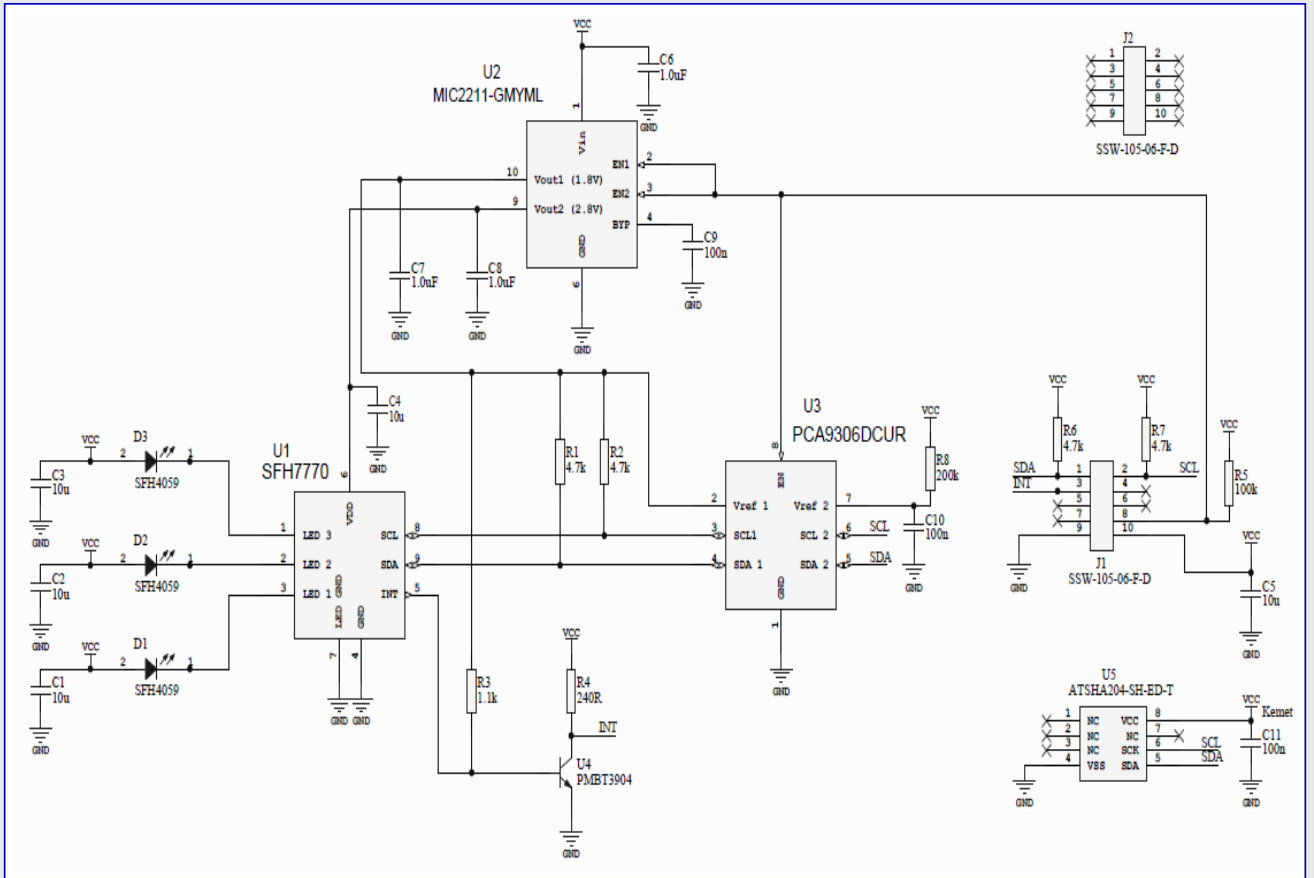 VCC
C6
1.0uF
GND
U2
MIC2211-GMYML
1
Vin
10 Vout1 (1.8V) EN1 2
9 Vout2 (2.8V) EN2 3
BYP 4
GND
6
GND
C9
100n
GND
C7
1.0uF
GND
C8
1.0uF
GND
J2
1 2
3 4
5 6
7 8
9 10
SSW-105-06-F-D
C4
10u
GND
R1
4.7k
R2
4.7k
VCC
D3
2 1
SFH4059
C3
10u
GND
VCC
D2
2 1
SFH4059
C2
10u
GND
VCC
D1
2 1
SFH4059
C1
10u
GND
U1
SFH7770
6
VDD
1 LED 3 SCL 8
2 LED 2 SDA 9
3 LED 1 INT 5
LED GND
GND
7 4
GND GND
R3
1.1k
VCC
R4
240R
INT
U4
PMBT3904
GND
U3
PCA9306DCUR
8
EN
2 Vref 1 Vref 2 7
3 SCL1 SCL 2 6 SCL
4 SDA 1 SDA 2 5 SDA
GND
1
GND
VCC
R8
200k
C10
100n
GND
VCC
R6
4.7k
VCC
R7
4.7k
VCC
R5
100k
SDA 1 2 SCL
INT 3 4
5 6
7 8
9 10
GND
J1
SSW-105-06-F-D
VCC
C5
10u
GND
U5
ATSHA204-SH-ED-T
1 NC VCC 8
2 NC NC 7
3 NC SCK 6 SCL
4 VSS SDA 5 SDA
GND
VCC
Kemet
C11
100n
GND